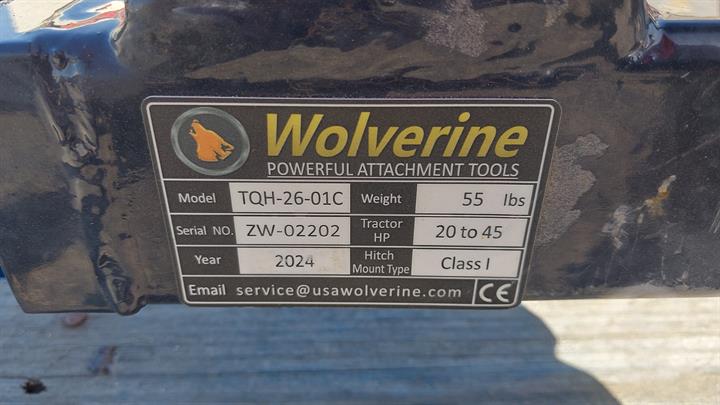 Wolverine
POWERFUL ATTACHMENT TOOLS
Model TQH-26-01C Weight 55 lbs
Serial NO. ZW-02202 Tractor HP 20 to 45
Year 2024 Hitch Mount Type Class I
Email service@usawolverine.com CE